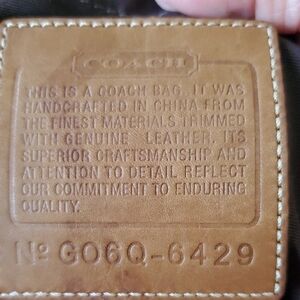 COACH
THIS IS A COACH BAG. IT WAS
HANDCRAFTED IN CHINA FROM
THE FINEST MATERIALS TRIMMED
WITH GENUINE LEATHER. ITS
SUPERIOR CRAFTSMANSHIP AND
ATTENTION TO DETAIL REFLECT
OUR COMMITMENT TO ENDURING
QUALITY.
Nº GO6Q-6429